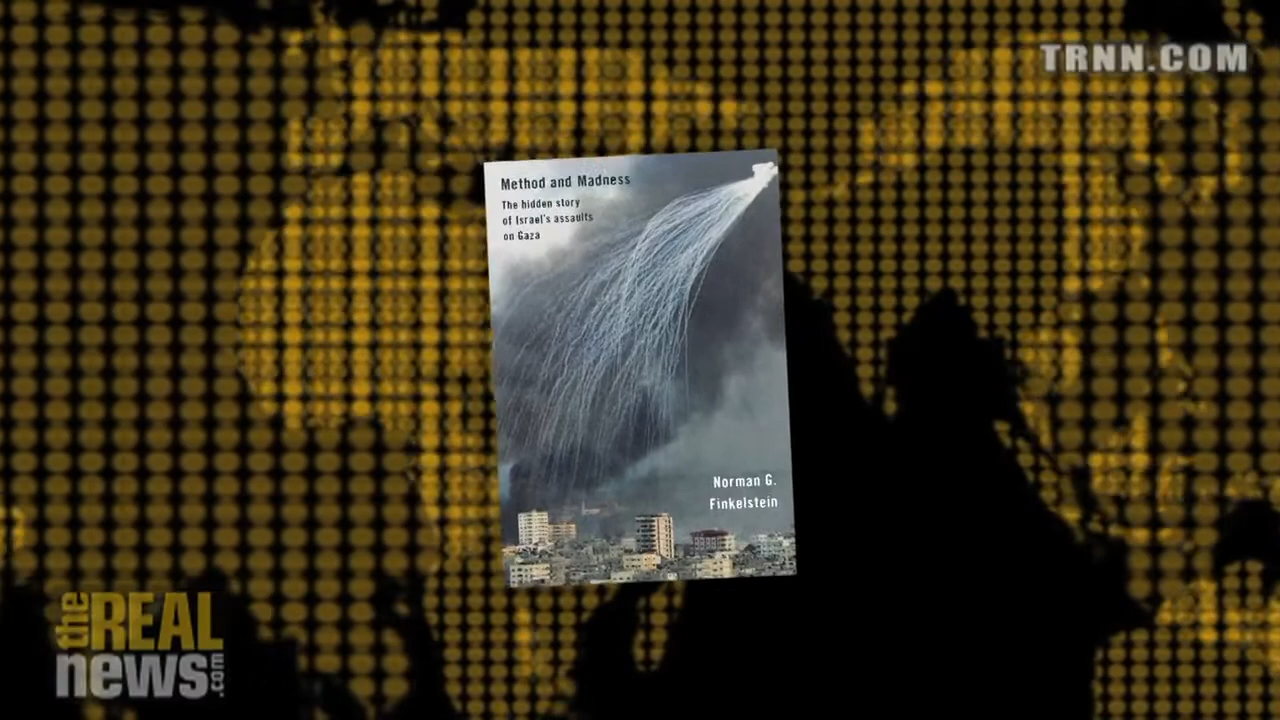 TRNN.COM
Method and Madness
The hidden story
of Israel's assaults
on Gaza
Norman G.
Finkelstein
the REAL
news.com